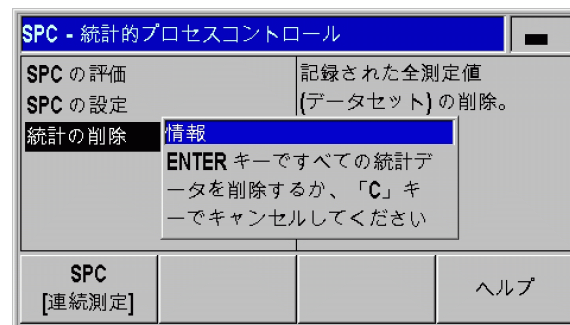 SPC - 統計的プロセスコントロール
SPC の評価
SPC の設定
統計の削除
記録された全測定値
(データセット) の削除。
情報
ENTER キーですべての統計デ
ータを削除するか、「C」キ
ーでキャンセルしてください
SPC
[連続測定]
ヘルプ